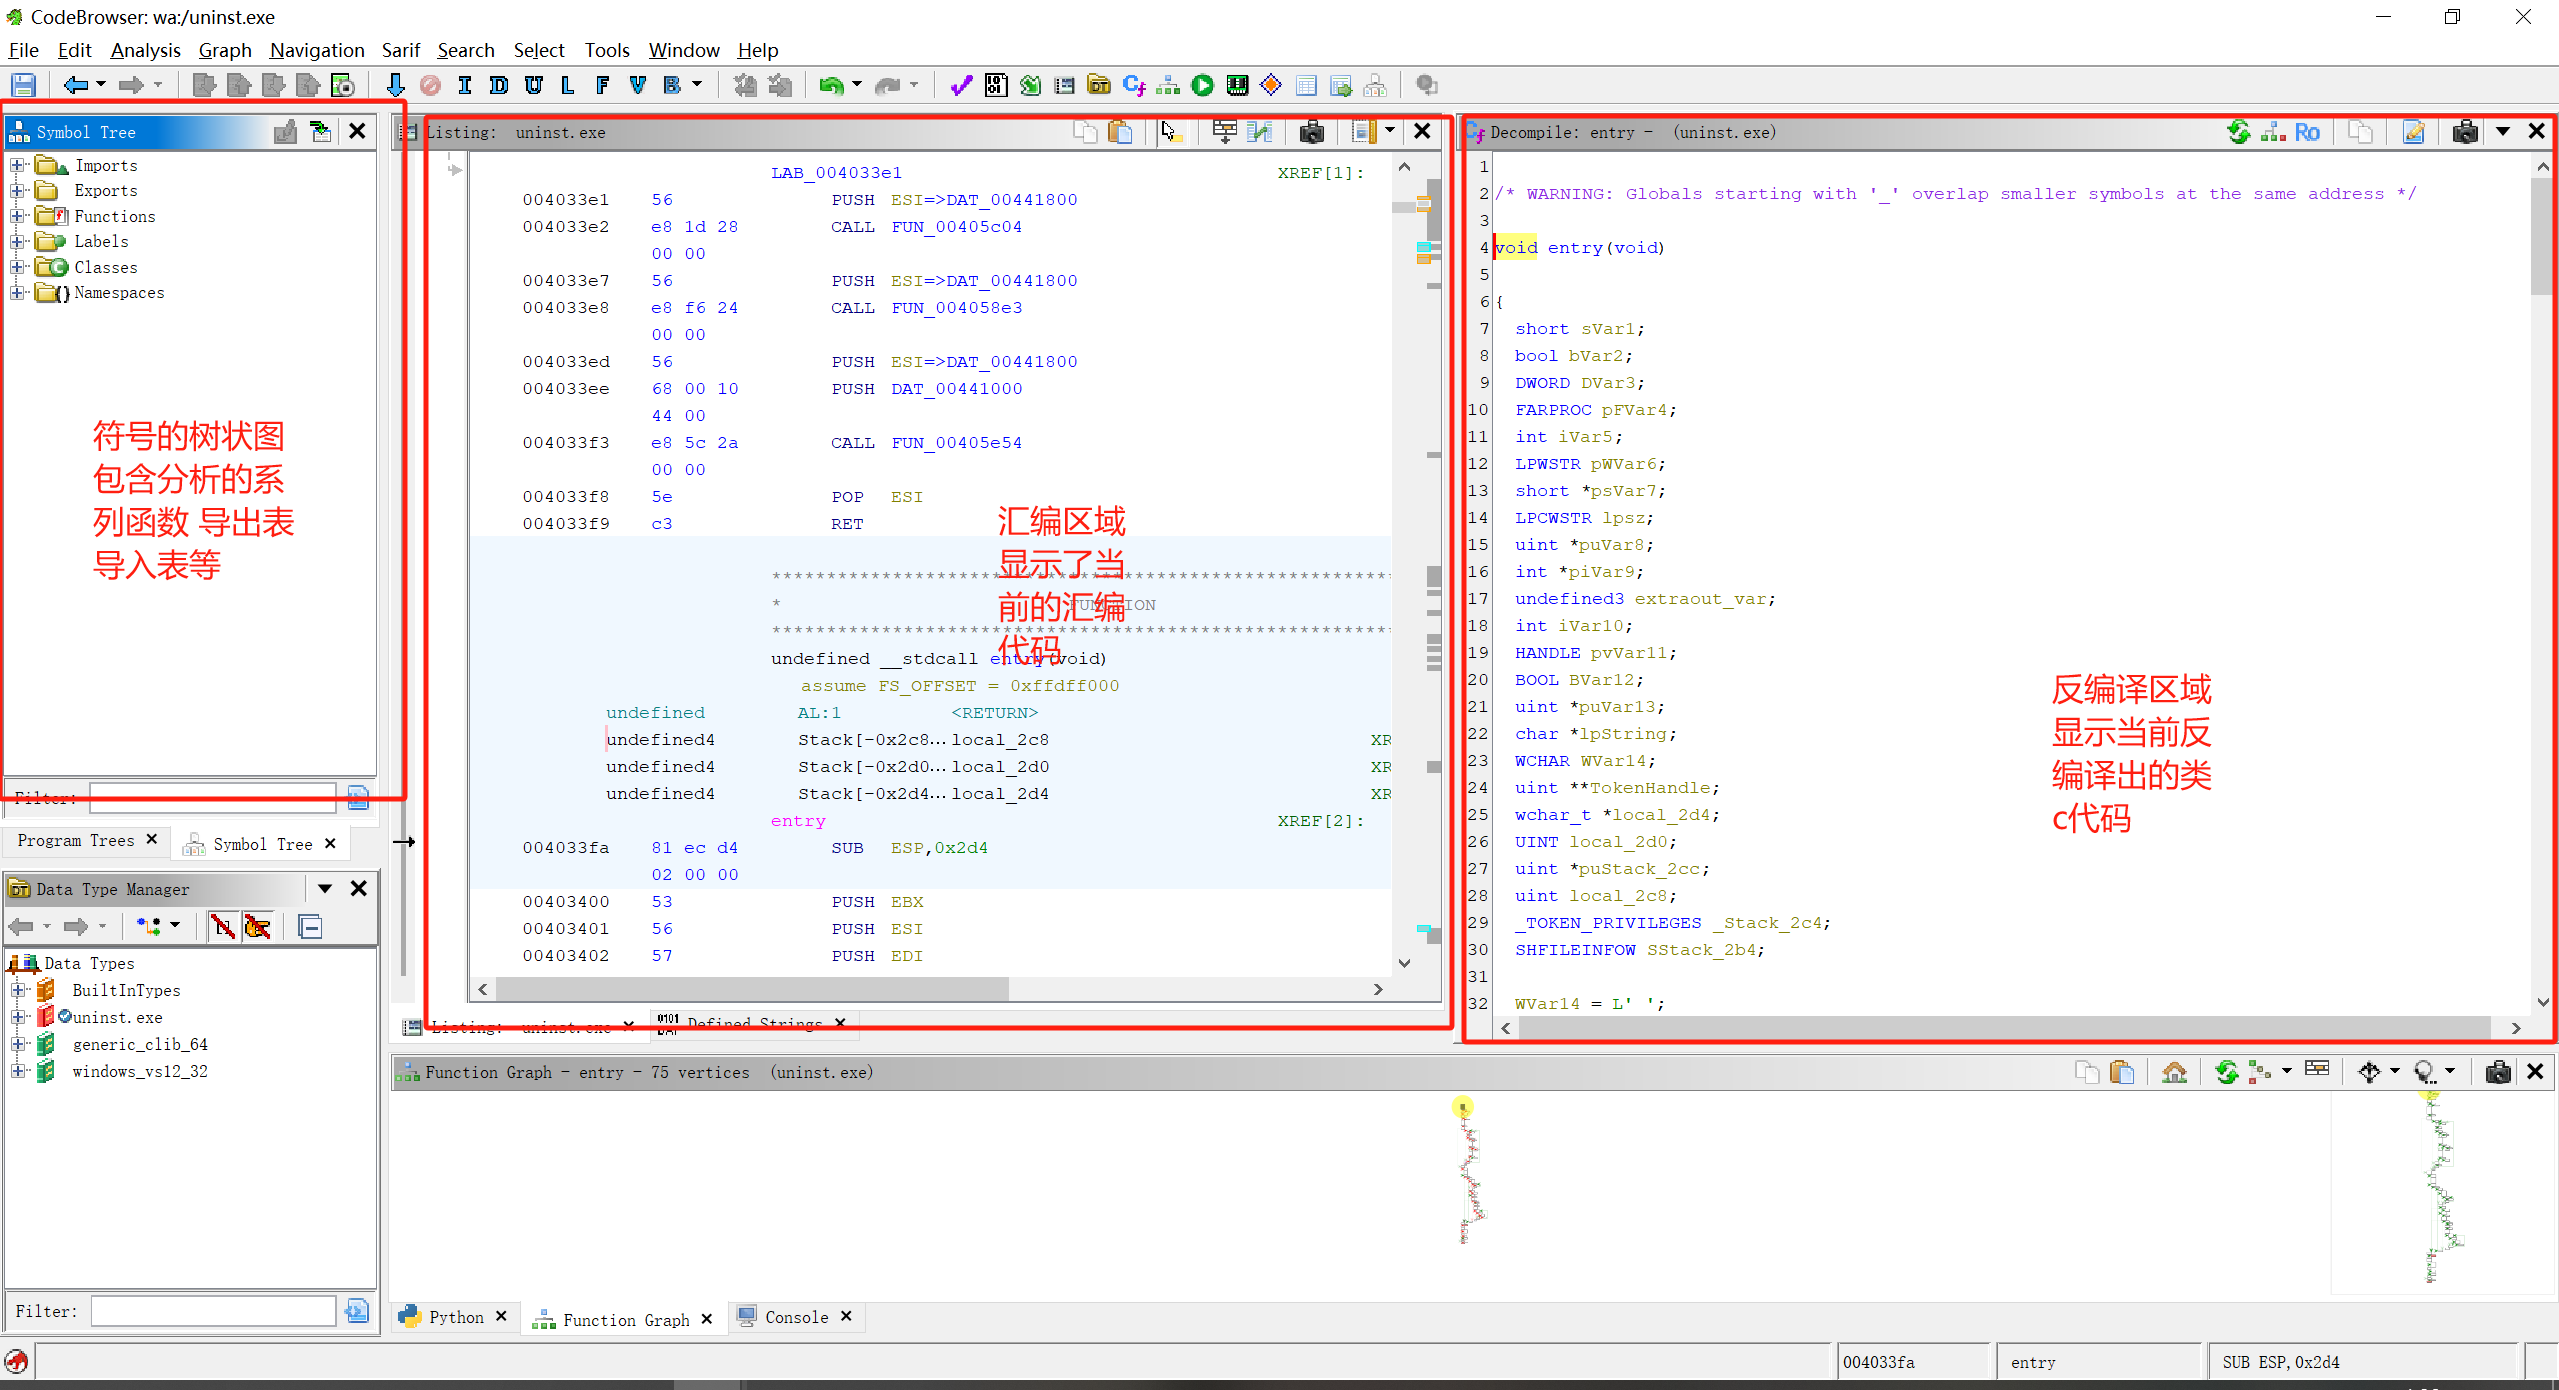 CodeBrowser: wa:/uninst.exe
File Edit Analysis Graph Navigation Sarif Search Select Tools Window Help
I D U L F V B
Symbol Tree
Imports
Exports
Functions
Labels
Classes
Namespaces
符号的树状图
包含分析的系
列函数 导出表
导入表等
Filter:
Program Trees
Symbol Tree
Data Type Manager
Data Types
BuiltInTypes
uninst.exe
generic_clib_64
windows_vs12_32
Filter:
Listing: uninst.exe
LAB_004033e1 XREF[1]:
004033e1 56 PUSH ESI=>DAT_00441800
004033e2 e8 1d 28 CALL FUN_00405c04
00 00
004033e7 56 PUSH ESI=>DAT_00441800
004033e8 e8 f6 24 CALL FUN_004058e3
00 00
004033ed 56 PUSH ESI=>DAT_00441800
004033ee 68 00 10 PUSH DAT_00441000
44 00
004033f3 e8 5c 2a CALL FUN_00405e54
00 00
004033f8 5e POP ESI
004033f9 c3 RET
* FUNCTION
undefined __stdcall entry(void)
assume FS_OFFSET = 0xffdff000
undefined AL:1 <RETURN>
undefined4 Stack[-0x2c8... local_2c8 XR
undefined4 Stack[-0x2d0... local_2d0 XR
undefined4 Stack[-0x2d4... local_2d4 XR
entry XREF[2]:
004033fa 81 ec d4 SUB ESP,0x2d4
02 00 00
00403400 53 PUSH EBX
00403401 56 PUSH ESI
00403402 57 PUSH EDI
汇编区域
显示了当
前的汇编
代码
Listing: uninst.exe
Defined Strings
Decompile: entry - (uninst.exe)
Ro
1
2 /* WARNING: Globals starting with '_' overlap smaller symbols at the same address */
3
4 void entry(void)
5
6 {
7 short sVar1;
8 bool bVar2;
9 DWORD DVar3;
10 FARPROC pFVar4;
11 int iVar5;
12 LPWSTR pWVar6;
13 short *psVar7;
14 LPCWSTR lpsz;
15 uint *puVar8;
16 int *piVar9;
17 undefined3 extraout_var;
18 int iVar10;
19 HANDLE pvVar11;
20 BOOL BVar12;
21 uint *puVar13;
22 char *lpString;
23 WCHAR WVar14;
24 uint **TokenHandle;
25 wchar_t *local_2d4;
26 UINT local_2d0;
27 uint *puStack_2cc;
28 uint local_2c8;
29 _TOKEN_PRIVILEGES _Stack_2c4;
30 SHFILEINFOW SStack_2b4;
31
32 WVar14 = L' ';
反编译区域
显示当前反
编译出的类
c代码
Function Graph - entry - 75 vertices (uninst.exe)
Python
Function Graph
Console
004033fa
entry
SUB ESP,0x2d4